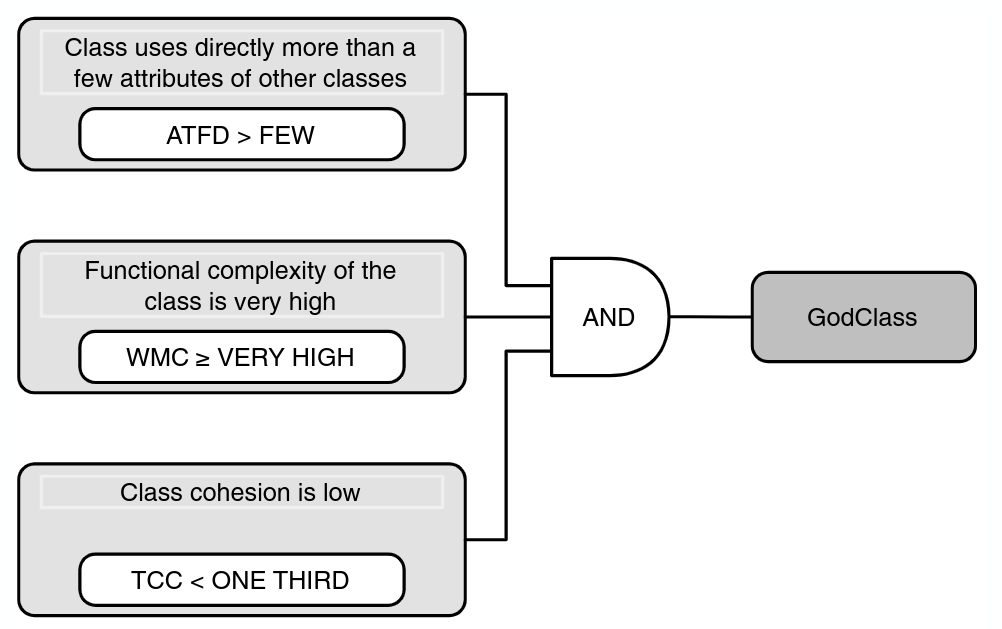 Class uses directly more than a
few attributes of other classes
ATFD > FEW
Functional complexity of the
class is very high
WMC ≥ VERY HIGH
Class cohesion is low
TCC < ONE THIRD
AND
GodClass